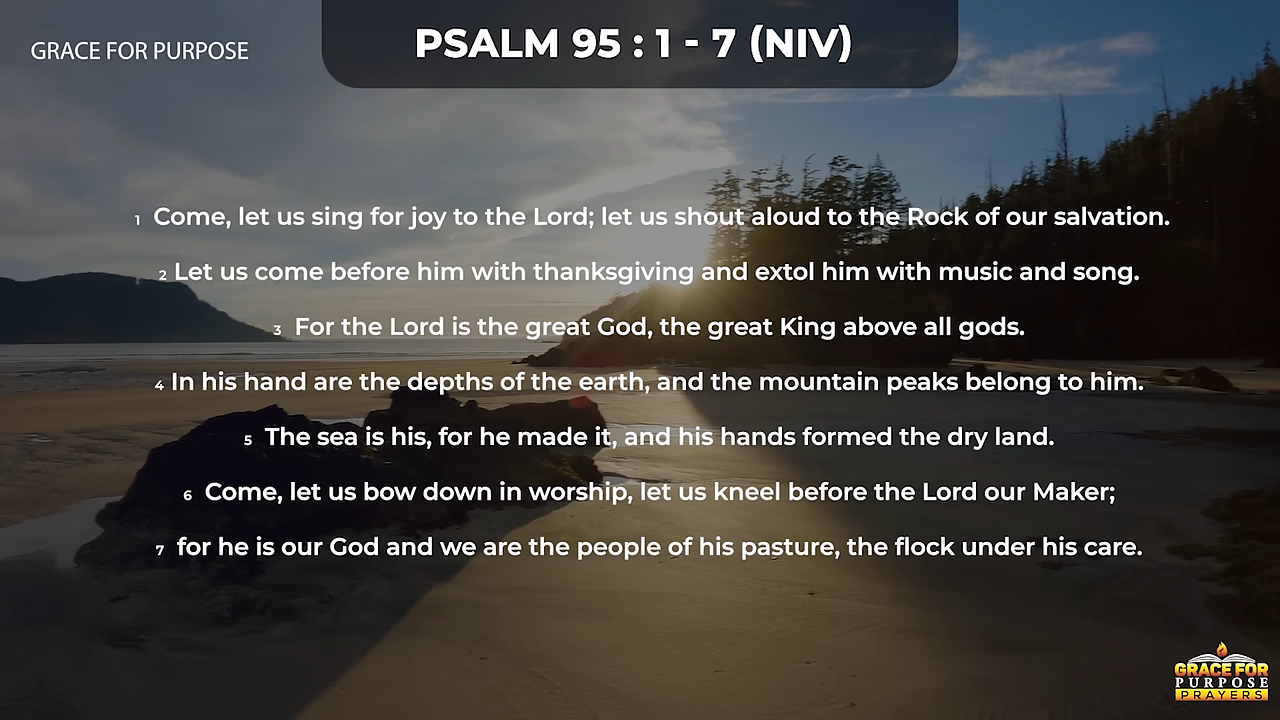 GRACE FOR PURPOSE
PSALM 95 : 1 - 7 (NIV)
1 Come, let us sing for joy to the Lord; let us shout aloud to the Rock of our salvation.
2 Let us come before him with thanksgiving and extol him with music and song.
3 For the Lord is the great God, the great King above all gods.
4 In his hand are the depths of the earth, and the mountain peaks belong to him.
5 The sea is his, for he made it, and his hands formed the dry land.
6 Come, let us bow down in worship, let us kneel before the Lord our Maker;
7 for he is our God and we are the people of his pasture, the flock under his care.
GRACE FOR
PURPOSE
PRAYERS